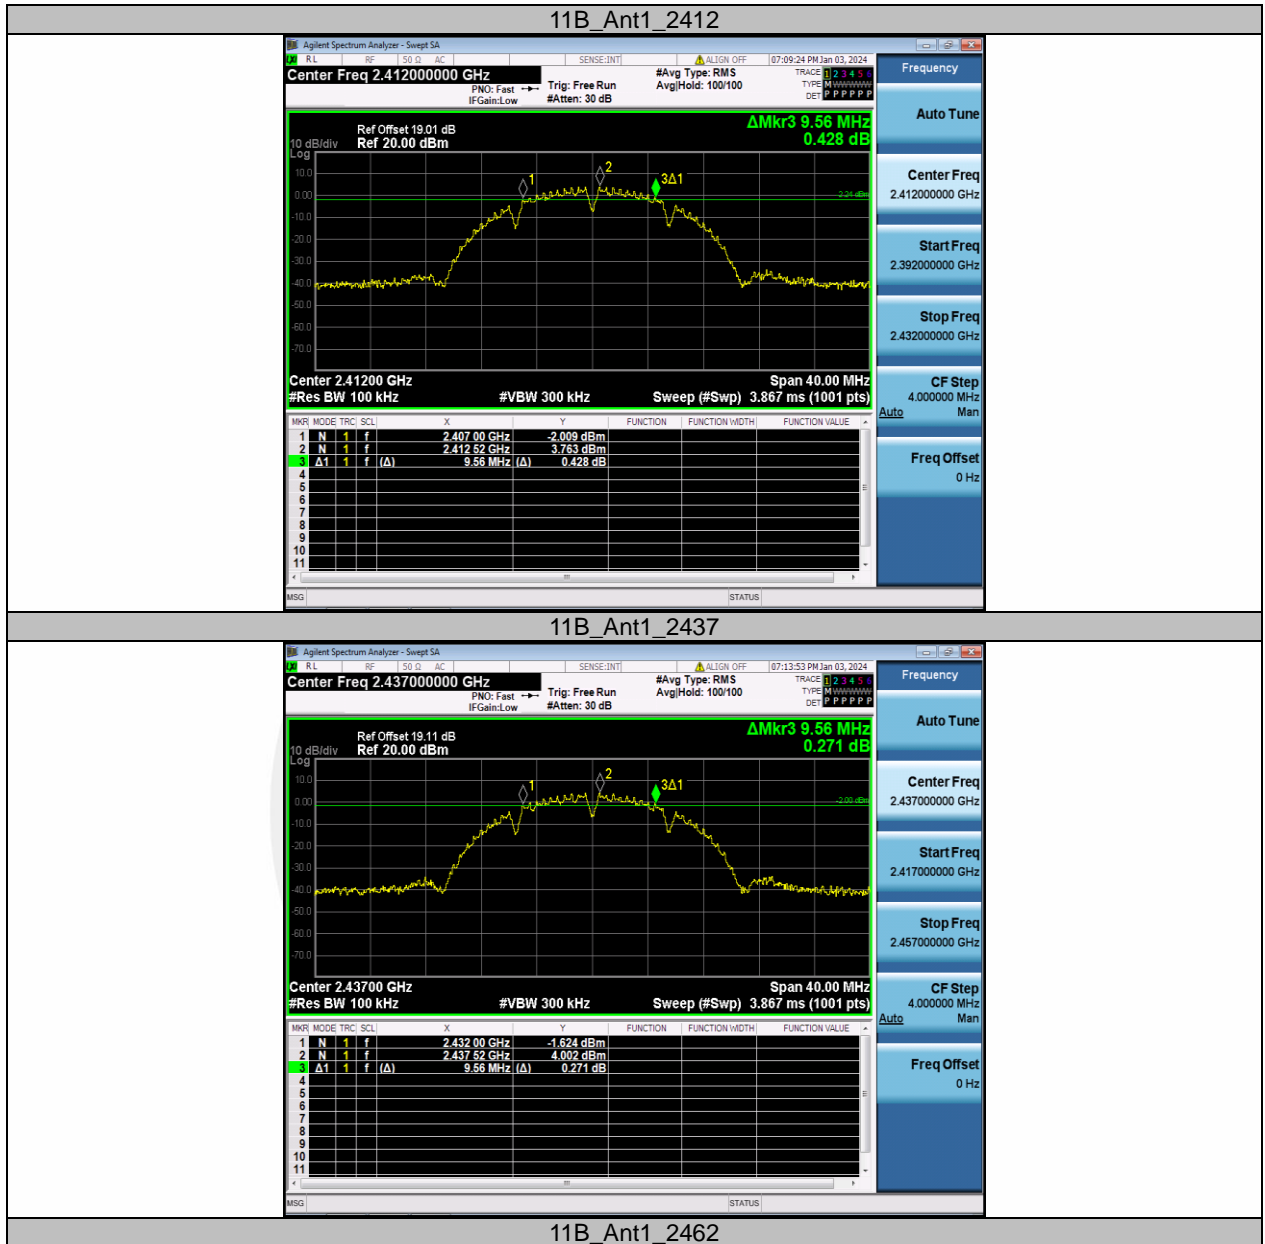 11B_Ant1_2412
Agilent Spectrum Analyzer - Swept SA
RL RF 50 Ω AC SENSE:INT ALIGN OFF 07:09:24 PM Jan 03, 2024
Center Freq 2.412000000 GHz #Avg Type: RMS TRACE 1 2 3 4 5 6
PNO: Fast Trig: Free Run Avg|Hold: 100/100 TYPE M WWWWW
IFGain:Low #Atten: 30 dB DET P P P P P P
Frequency
ΔMkr3 9.56 MHz
Ref Offset 19.01 dB
10 dB/div Ref 20.00 dBm 0.428 dB
Log
10.0
0.00
-10.0
-20.0
-30.0
-40.0
-50.0
-60.0
-70.0
1
2
3Δ1
-2.24 dBm
Center 2.41200 GHz Span 40.00 MHz
#Res BW 100 kHz #VBW 300 kHz Sweep (#Swp) 3.867 ms (1001 pts)
MKR MODE TRC SCL X Y FUNCTION FUNCTION WIDTH FUNCTION VALUE
1 N 1 f 2.407 00 GHz -2.009 dBm
2 N 1 f 2.412 52 GHz 3.763 dBm
3 Δ1 1 f (Δ) 9.56 MHz (Δ) 0.428 dB
4
5
6
7
8
9
10
11
MSG STATUS
Auto Tune
Center Freq
2.412000000 GHz
Start Freq
2.392000000 GHz
Stop Freq
2.432000000 GHz
CF Step
4.000000 MHz
Auto Man
Freq Offset
0 Hz
11B_Ant1_2437
Agilent Spectrum Analyzer - Swept SA
RL RF 50 Ω AC SENSE:INT ALIGN OFF 07:13:53 PM Jan 03, 2024
Center Freq 2.437000000 GHz #Avg Type: RMS TRACE 1 2 3 4 5 6
PNO: Fast Trig: Free Run Avg|Hold: 100/100 TYPE M WWWWW
IFGain:Low #Atten: 30 dB DET P P P P P P
Frequency
ΔMkr3 9.56 MHz
Ref Offset 19.11 dB
10 dB/div Ref 20.00 dBm 0.271 dB
Log
10.0
0.00
-10.0
-20.0
-30.0
-40.0
-50.0
-60.0
-70.0
1
2
3Δ1
-2.00 dBm
Center 2.43700 GHz Span 40.00 MHz
#Res BW 100 kHz #VBW 300 kHz Sweep (#Swp) 3.867 ms (1001 pts)
MKR MODE TRC SCL X Y FUNCTION FUNCTION WIDTH FUNCTION VALUE
1 N 1 f 2.432 00 GHz -1.624 dBm
2 N 1 f 2.437 52 GHz 4.002 dBm
3 Δ1 1 f (Δ) 9.56 MHz (Δ) 0.271 dB
4
5
6
7
8
9
10
11
MSG STATUS
Auto Tune
Center Freq
2.437000000 GHz
Start Freq
2.417000000 GHz
Stop Freq
2.457000000 GHz
CF Step
4.000000 MHz
Auto Man
Freq Offset
0 Hz
11B_Ant1_2462